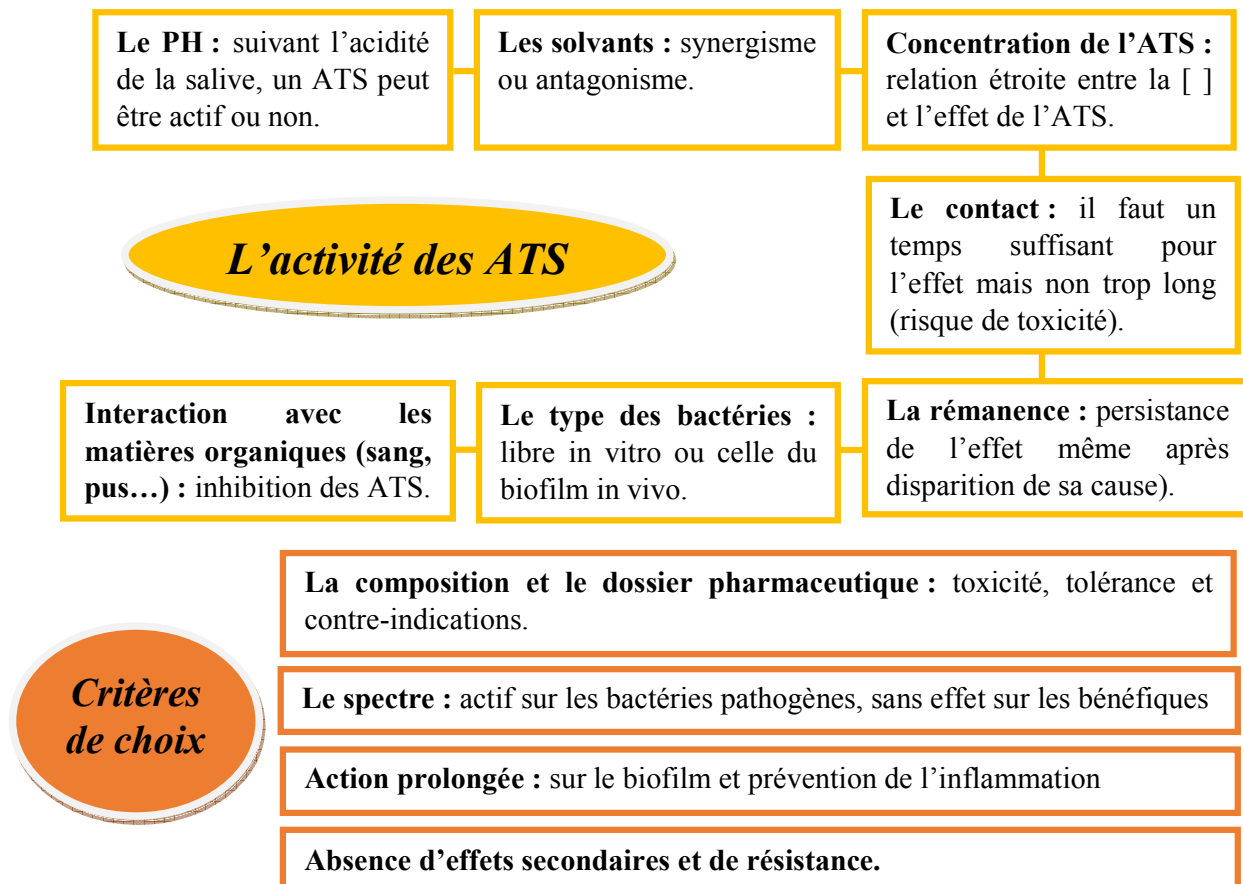 Le PH : suivant l’acidité
de la salive, un ATS peut
être actif ou non.
Les solvants : synergisme
ou antagonisme.
Concentration de l’ATS :
relation étroite entre la [ ]
et l’effet de l’ATS.
Le contact : il faut un
temps suffisant pour
l’effet mais non trop long
(risque de toxicité).
L’activité des ATS
La rémanence : persistance
de l’effet même après
disparition de sa cause).
Le type des bactéries :
libre in vitro ou celle du
biofilm in vivo.
Interaction avec les
matières organiques (sang,
pus…) : inhibition des ATS.
Critères
de choix
La composition et le dossier pharmaceutique : toxicité, tolérance et
contre-indications.
Le spectre : actif sur les bactéries pathogènes, sans effet sur les bénéfiques
Action prolongée : sur le biofilm et prévention de l’inflammation
Absence d’effets secondaires et de résistance.